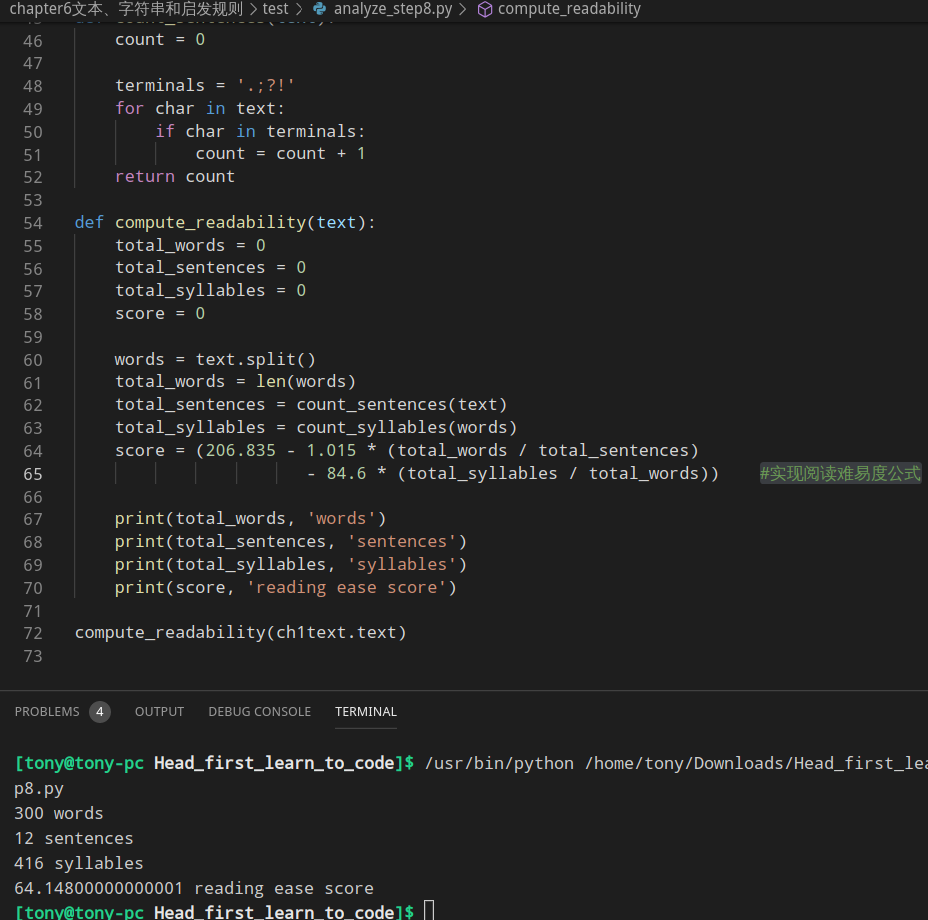 chapter6文本、字符串和启发规则 > test > analyze_step8.py > compute_readability
46 count = 0
47
48 terminals = '.;?!'
49 for char in text:
50 if char in terminals:
51 count = count + 1
52 return count
53
54 def compute_readability(text):
55 total_words = 0
56 total_sentences = 0
57 total_syllables = 0
58 score = 0
59
60 words = text.split()
61 total_words = len(words)
62 total_sentences = count_sentences(text)
63 total_syllables = count_syllables(words)
64 score = (206.835 - 1.015 * (total_words / total_sentences)
65 - 84.6 * (total_syllables / total_words)) #实现阅读难易度公式
66
67 print(total_words, 'words')
68 print(total_sentences, 'sentences')
69 print(total_syllables, 'syllables')
70 print(score, 'reading ease score')
71
72 compute_readability(ch1text.text)
73
PROBLEMS 4 OUTPUT DEBUG CONSOLE TERMINAL
[tony@tony-pc Head_first_learn_to_code]$ /usr/bin/python /home/tony/Downloads/Head_first_lea
p8.py
300 words
12 sentences
416 syllables
64.14800000000001 reading ease score
[tony@tony-pc Head_first_learn_to_code]$